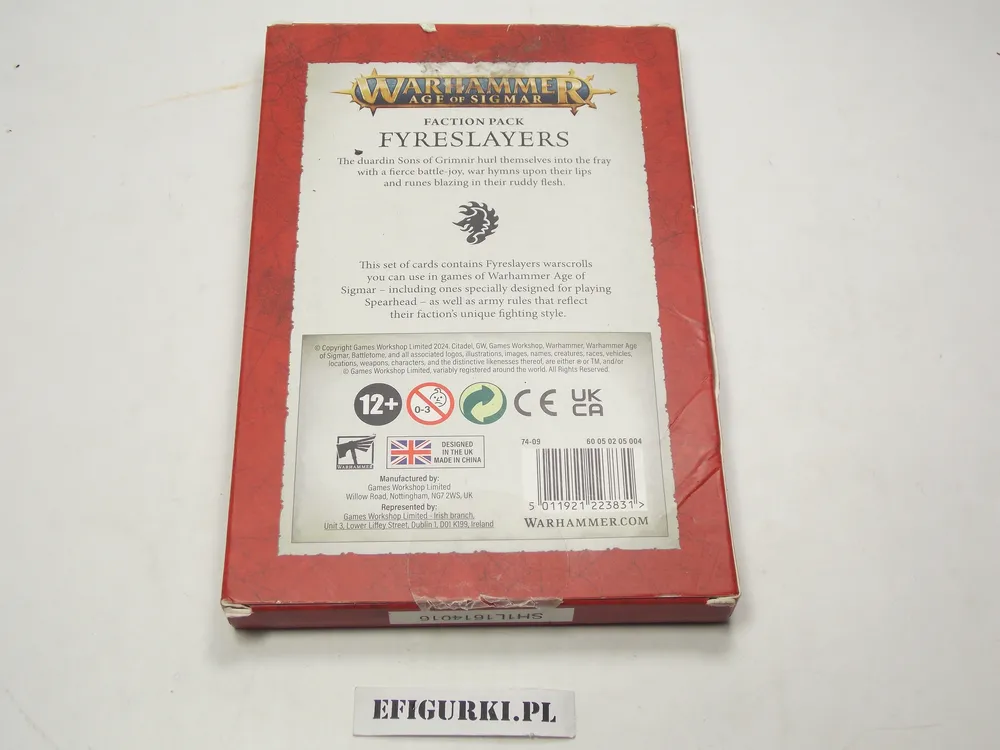 WARHAMMER
AGE OF SIGMAR
FACTION PACK
FYRESLAYERS
The duardin Sons of Grimnir hurl themselves into the fray
with a fierce battle-joy, war hymns upon their lips
and runes blazing in their ruddy flesh.
This set of cards contains Fyreslayers warscrolls
you can use in games of Warhammer Age of
Sigmar – including ones specially designed for playing
Spearhead – as well as army rules that reflect
their faction's unique fighting style.
© Copyright Games Workshop Limited 2024. Citadel, GW, Games Workshop, Warhammer, Warhammer Age
of Sigmar, Battletome, and all associated logos, illustrations, images, names, creatures, races, vehicles,
locations, weapons, characters, and the distinctive likenesses thereof, are either ® or TM, and/or
© Games Workshop Limited, variably registered around the world. All Rights Reserved.
12+
0-3
CE
UK
CA
WARHAMMER
DESIGNED
IN THE UK
MADE IN CHINA
74-09 60 05 02 05 004
Manufactured by:
Games Workshop Limited
Willow Road, Nottingham, NG7 2WS, UK
Represented by:
Games Workshop Limited - Irish branch,
Unit 3, Lower Liffey Street, Dublin 1, D01 K199, Ireland
5 011921 223831 >
WARHAMMER.COM
SH1L1614016
EFIGURKI.PL